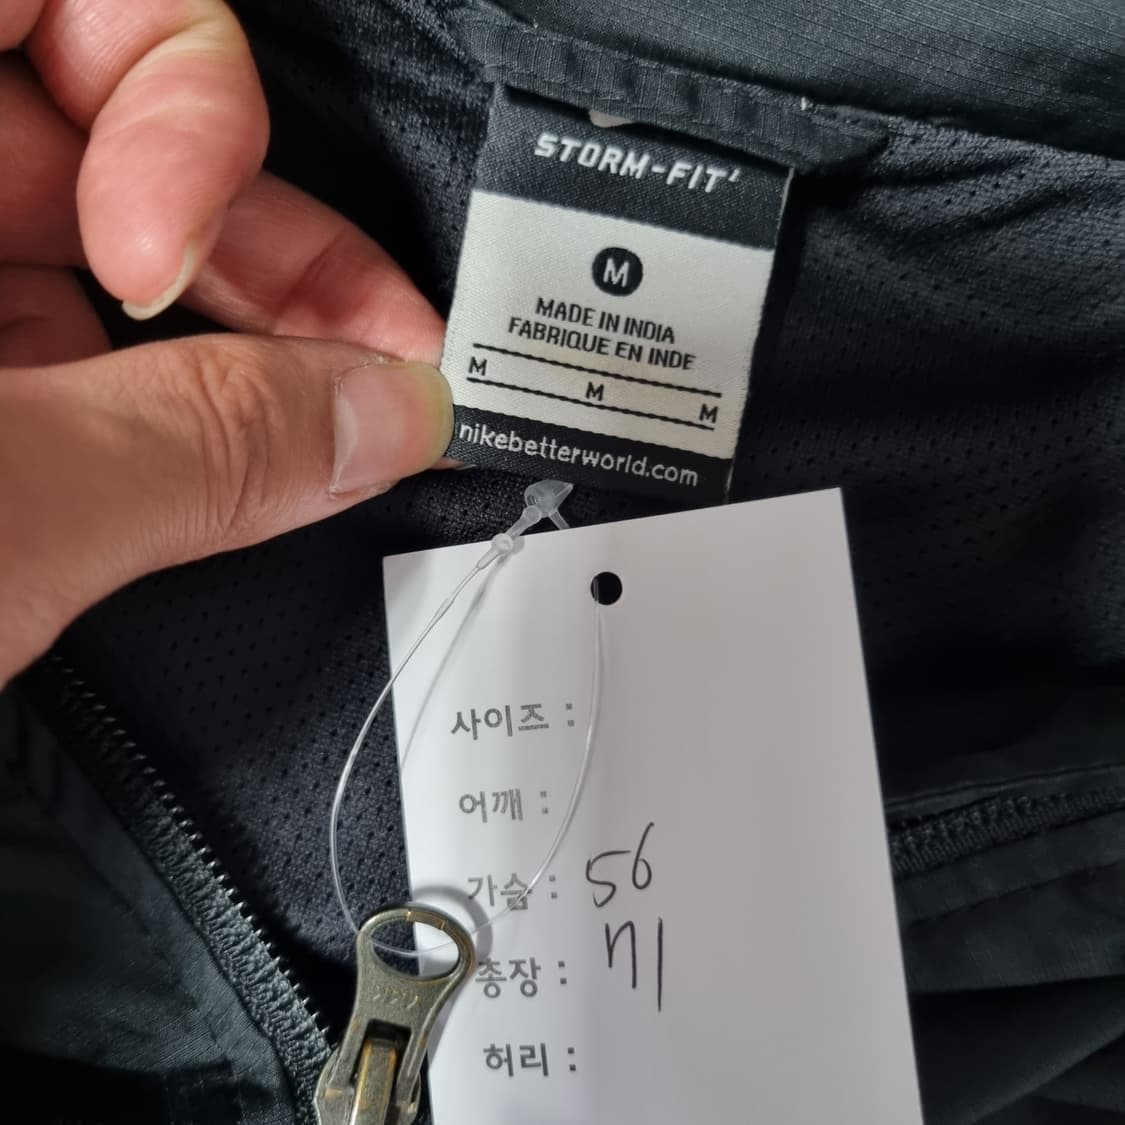 STORM-FIT
M
MADE IN INDIA
FABRIQUE EN INDE
M M M
nikebetterworld.com
사이즈 :
어깨 :
가슴 : 56
총장 : 71
허리 :
YKK